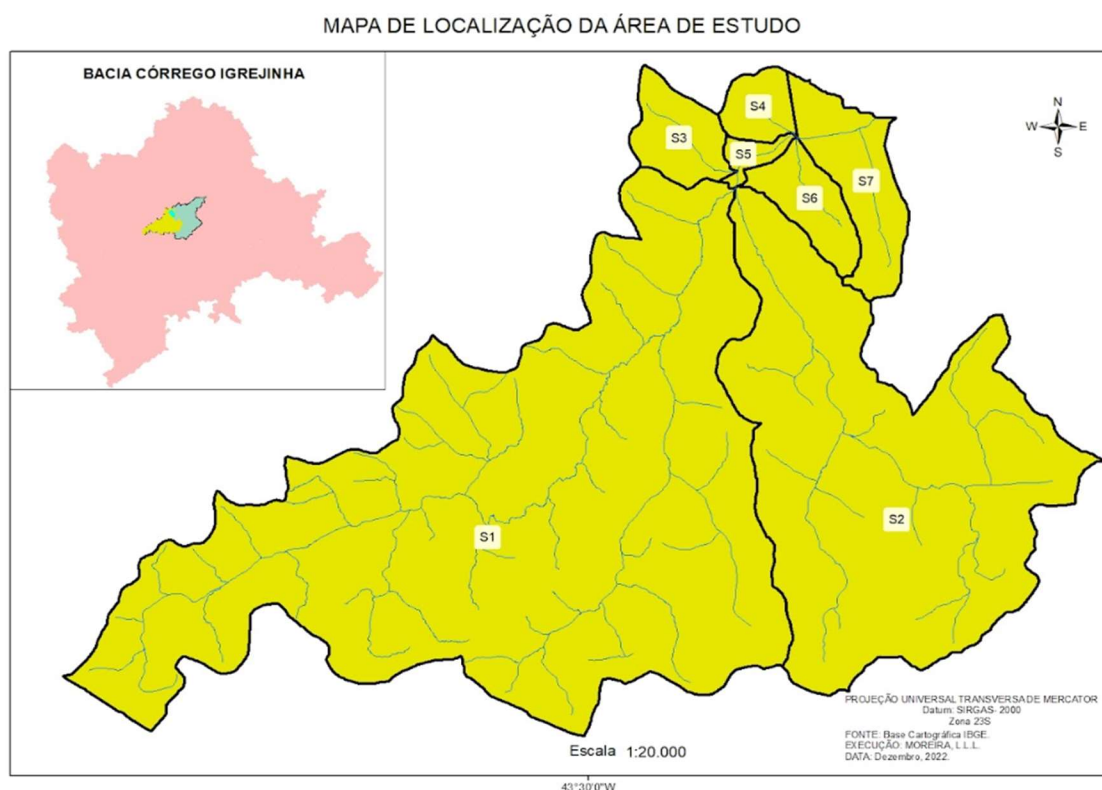 MAPA DE LOCALIZAÇÃO DA ÁREA DE ESTUDO
BACIA CÓRREGO IGREJINHA
N
W E
S
S4
S3
S5
S7
S6
S2
S1
PROJEÇÃO UNIVERSAL TRANSVERSA DE MERCATOR
Datum: SIRGAS- 2000
Zona 23S
FONTE: Base Cartográfica IBGE.
EXECUÇÃO: MOREIRA, L.L.L.
DATA: Dezembro, 2022.
Escala 1:20.000
43°30'0"W